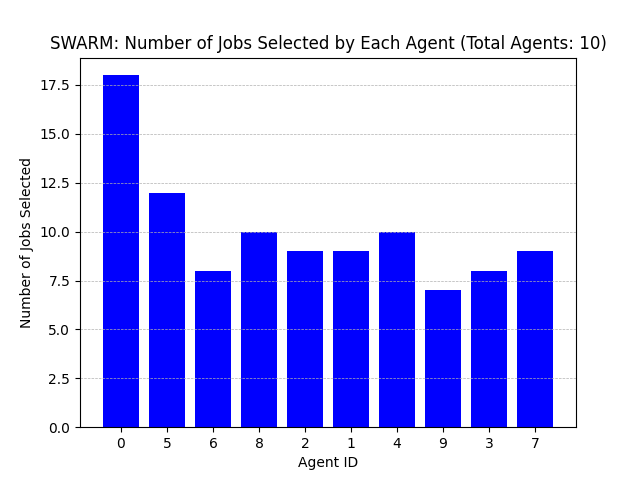 SWARM: Number of Jobs Selected by Each Agent (Total Agents: 10)
17.5
15.0
12.5
10.0
7.5
5.0
2.5
0.0
Number of Jobs Selected
0 5 6 8 2 1 4 9 3 7
Agent ID